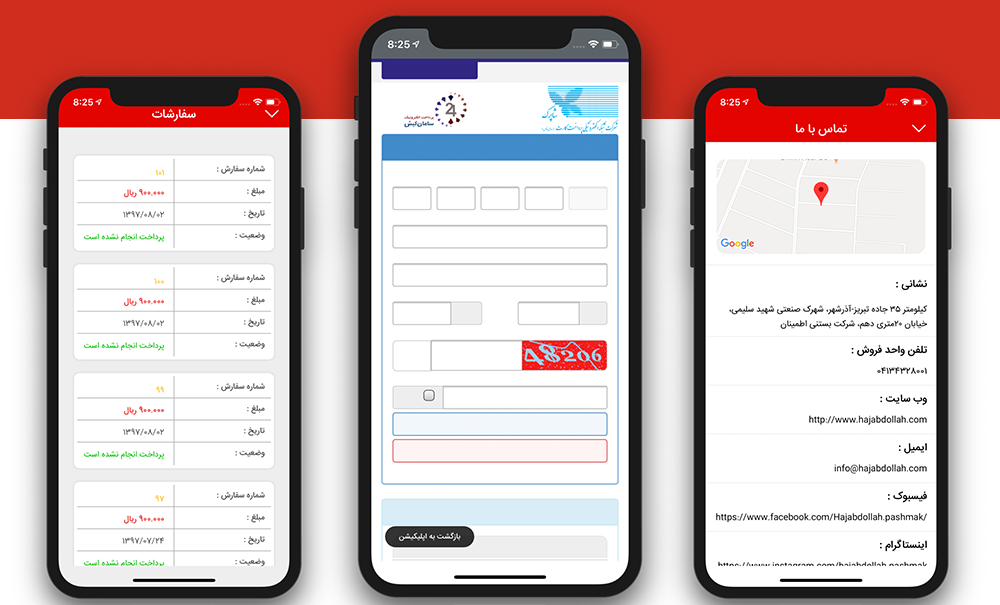 8:25
سفارشات
شماره سفارش :
۱۰۱
مبلغ :
۹۰۰.۰۰۰ ریال
تاریخ :
۱۳۹۷/۰۸/۰۲
وضعیت :
پرداخت انجام نشده است
شماره سفارش :
۱۰۰
مبلغ :
۹۰۰.۰۰۰ ریال
تاریخ :
۱۳۹۷/۰۸/۰۲
وضعیت :
پرداخت انجام نشده است
شماره سفارش :
۹۹
مبلغ :
۹۰۰.۰۰۰ ریال
تاریخ :
۱۳۹۷/۰۸/۰۲
وضعیت :
پرداخت انجام نشده است
شماره سفارش :
۹۷
مبلغ :
۹۰۰.۰۰۰ ریال
تاریخ :
۱۳۹۷/۰۷/۲۴
وضعیت :
پرداخت انجام نشده است
8:25
24
پرداخت الکترونیک
سامان کیش
شاپرک
48206
بازگشت به اپلیکیشن
8:25
تماس با ما
Google
نشانی :
کیلومتر ۳۵ جاده تبریز-آذرشهر، شهرک صنعتی شهید سلیمی،
خیابان ۲۰متری دهم، شرکت بستنی اطمینان
تلفن واحد فروش :
۰۴۱۳۴۳۲۸۰۰۱
وب سایت :
http://www.hajabdollah.com
ایمیل :
info@hajabdollah.com
فیسبوک :
https://www.facebook.com/Hajabdollah.pashmak/
اینستاگرام :
https://www.instagram.com/hajabdollah.pashmak